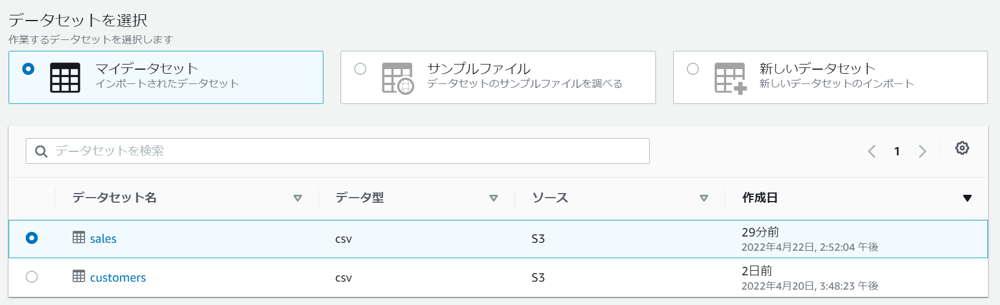 データセットを選択
作業するデータセットを選択します
マイデータセット
インポートされたデータセット
サンプルファイル
データセットのサンプルファイルを調べる
新しいデータセット
新しいデータセットのインポート
データセットを検索
1
データセット名 データ型 ソース 作成日
sales csv S3 29分前
2022年4月22日, 2:52:04 午後
customers csv S3 2日前
2022年4月20日, 3:48:23 午後